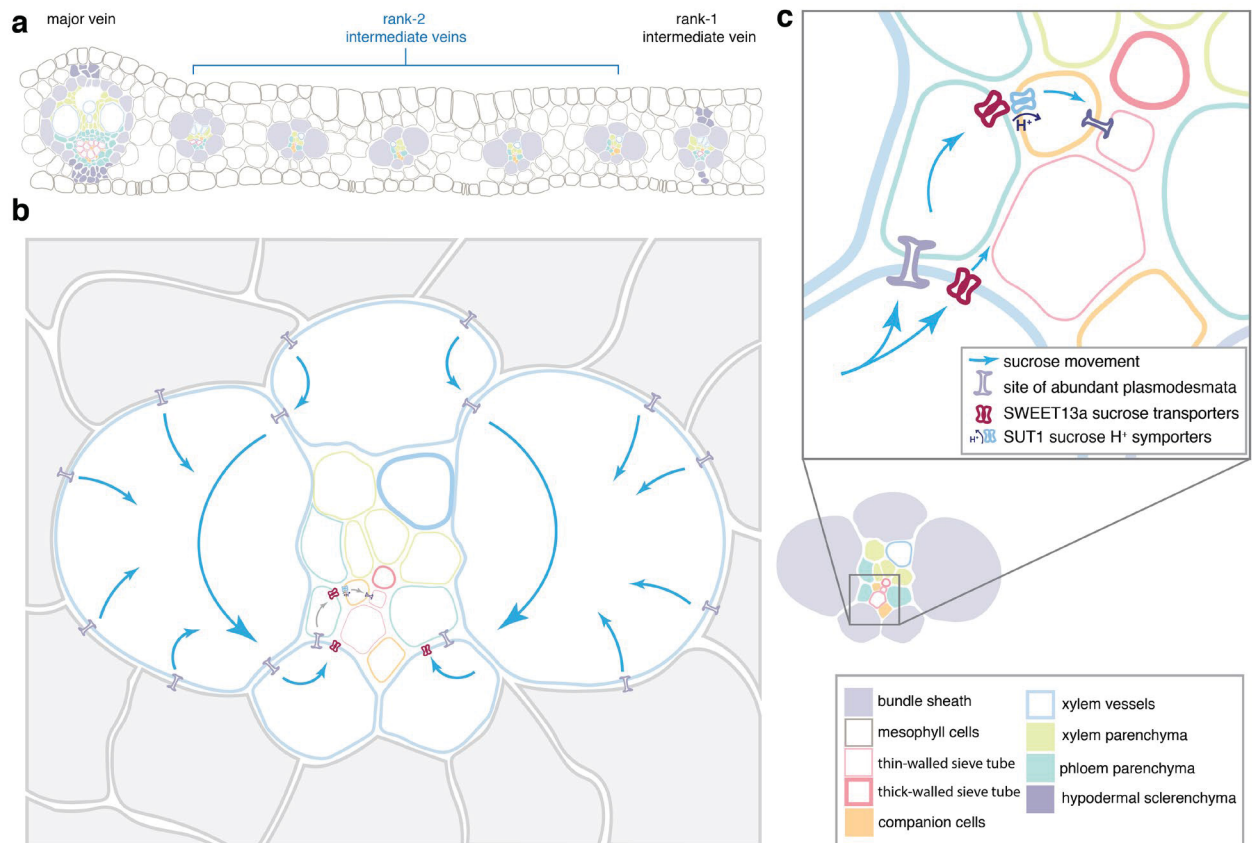 a
major vein
rank-2
intermediate veins
rank-1
intermediate vein
b
c
H⁺
sucrose movement
site of abundant plasmodesmata
SWEET13a sucrose transporters
H⁺
SUT1 sucrose H⁺ symporters
bundle sheath
mesophyll cells
thin-walled sieve tube
thick-walled sieve tube
companion cells
xylem vessels
xylem parenchyma
phloem parenchyma
hypodermal sclerenchyma